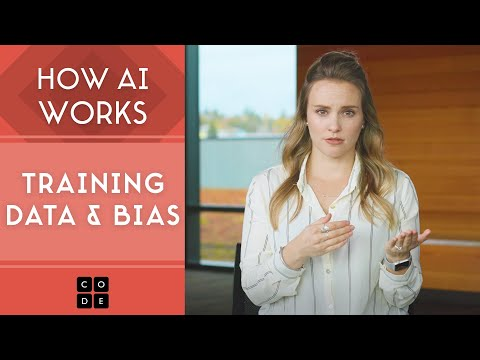 HOW AI
WORKS
TRAINING
DATA & BIAS
C O
D E